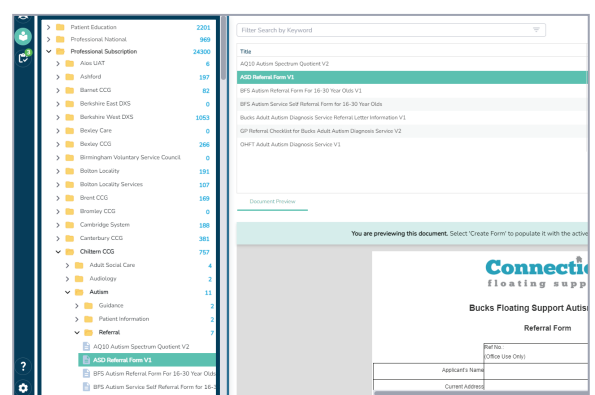 Patient Education 2201
Professional National 969
Professional Subscription 24300
Aios UAT 6
Ashford 197
Barnet CCG 82
Berkshire East DXS 0
Berkshire West DXS 1053
Bexley Care 0
Bexley CCG 266
Birmingham Voluntary Service Council 0
Bolton Locality 191
Bolton Locality Services 107
Brent CCG 169
Bromley CCG 0
Cambridge System 188
Canterbury CCG 381
Chiltern CCG 757
Adult Social Care 4
Audiology 2
Autism 11
Guidance 2
Patient Information 2
Referral 7
AQ10 Autism Spectrum Quotient V2
ASD Referral Form V1
BFS Autism Referral Form For 16-30 Year Olds
BFS Autism Service Self Referral Form for 16-3
3
?
Filter Search by Keyword
Title
AQ10 Autism Spectrum Quotient V2
ASD Referral Form V1
BFS Autism Referral Form For 16-30 Year Olds V1
BFS Autism Service Self Referral Form for 16-30 Year Olds
Bucks Adult Autism Diagnosis Service Referral Letter Information V1
GP Referral Checklist for Bucks Adult Autism Diagnosis Service V2
OHFT Adult Autism Diagnosis Service V1
Document Preview
You are previewing this document. Select 'Create Form' to populate it with the active
Connectio
floating supp
Bucks Floating Support Autis
Referral Form
Ref No.
(Office Use Only)
Applicant's Name
Current Address